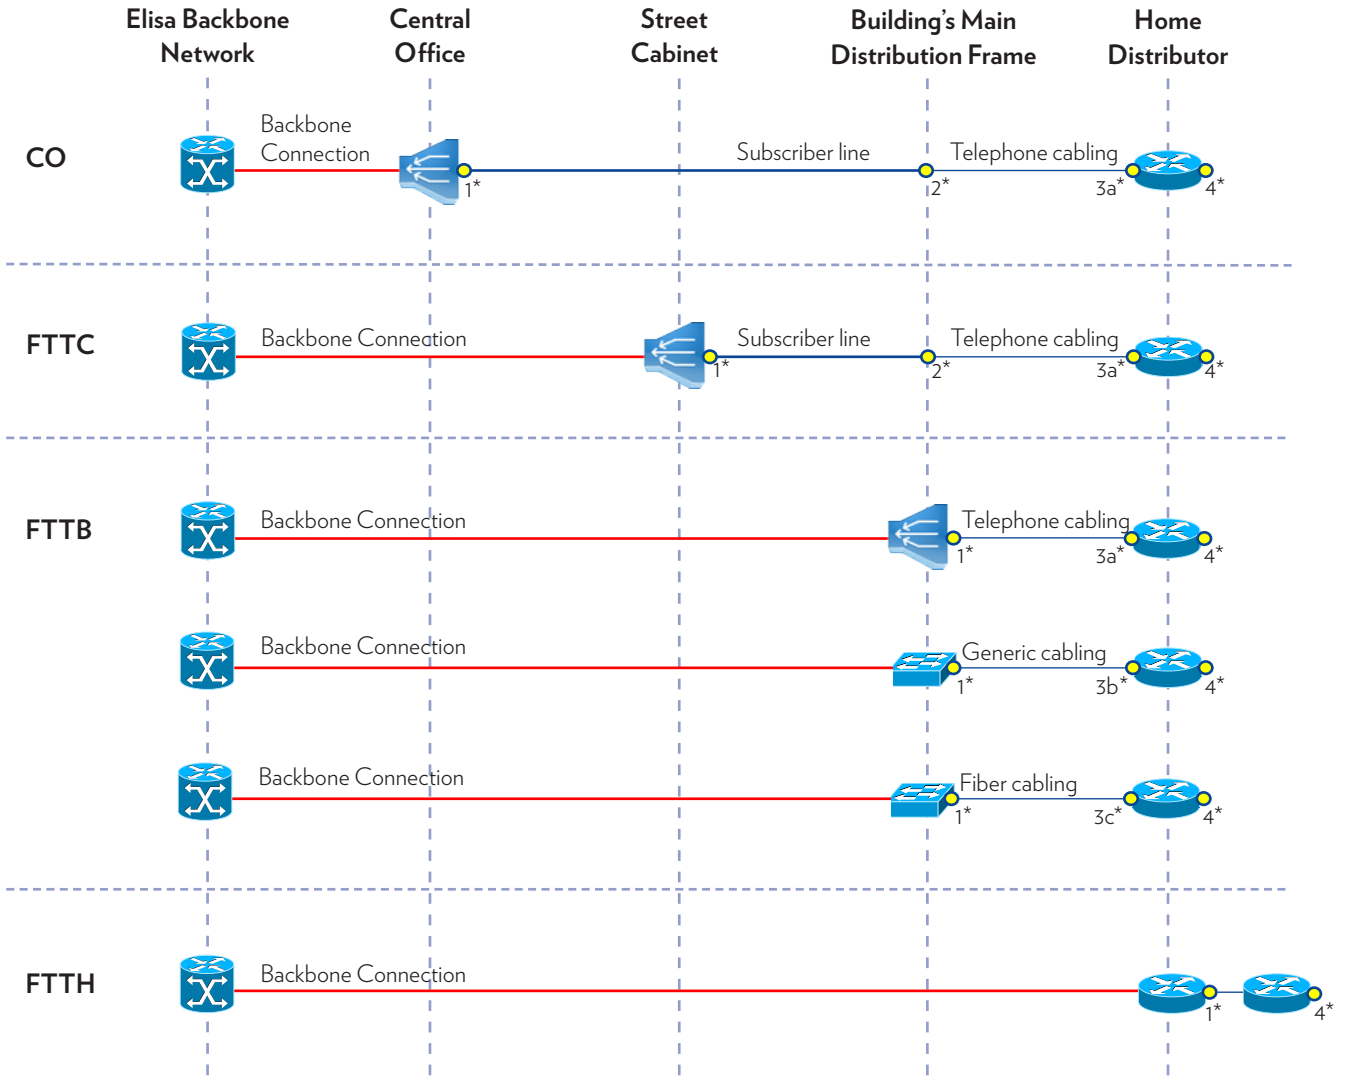 Elisa Backbone
Network
Central
Office
Street
Cabinet
Building's Main
Distribution Frame
Home
Distributor
CO
Backbone
Connection
Subscriber line
Telephone cabling
1*
2*
3a*
4*
FTTC
Backbone Connection
Subscriber line
Telephone cabling
1*
2*
3a*
4*
FTTB
Backbone Connection
Telephone cabling
1*
3a*
4*
Backbone Connection
Generic cabling
1*
3b*
4*
Backbone Connection
Fiber cabling
1*
3c*
4*
FTTH
Backbone Connection
1*
4*